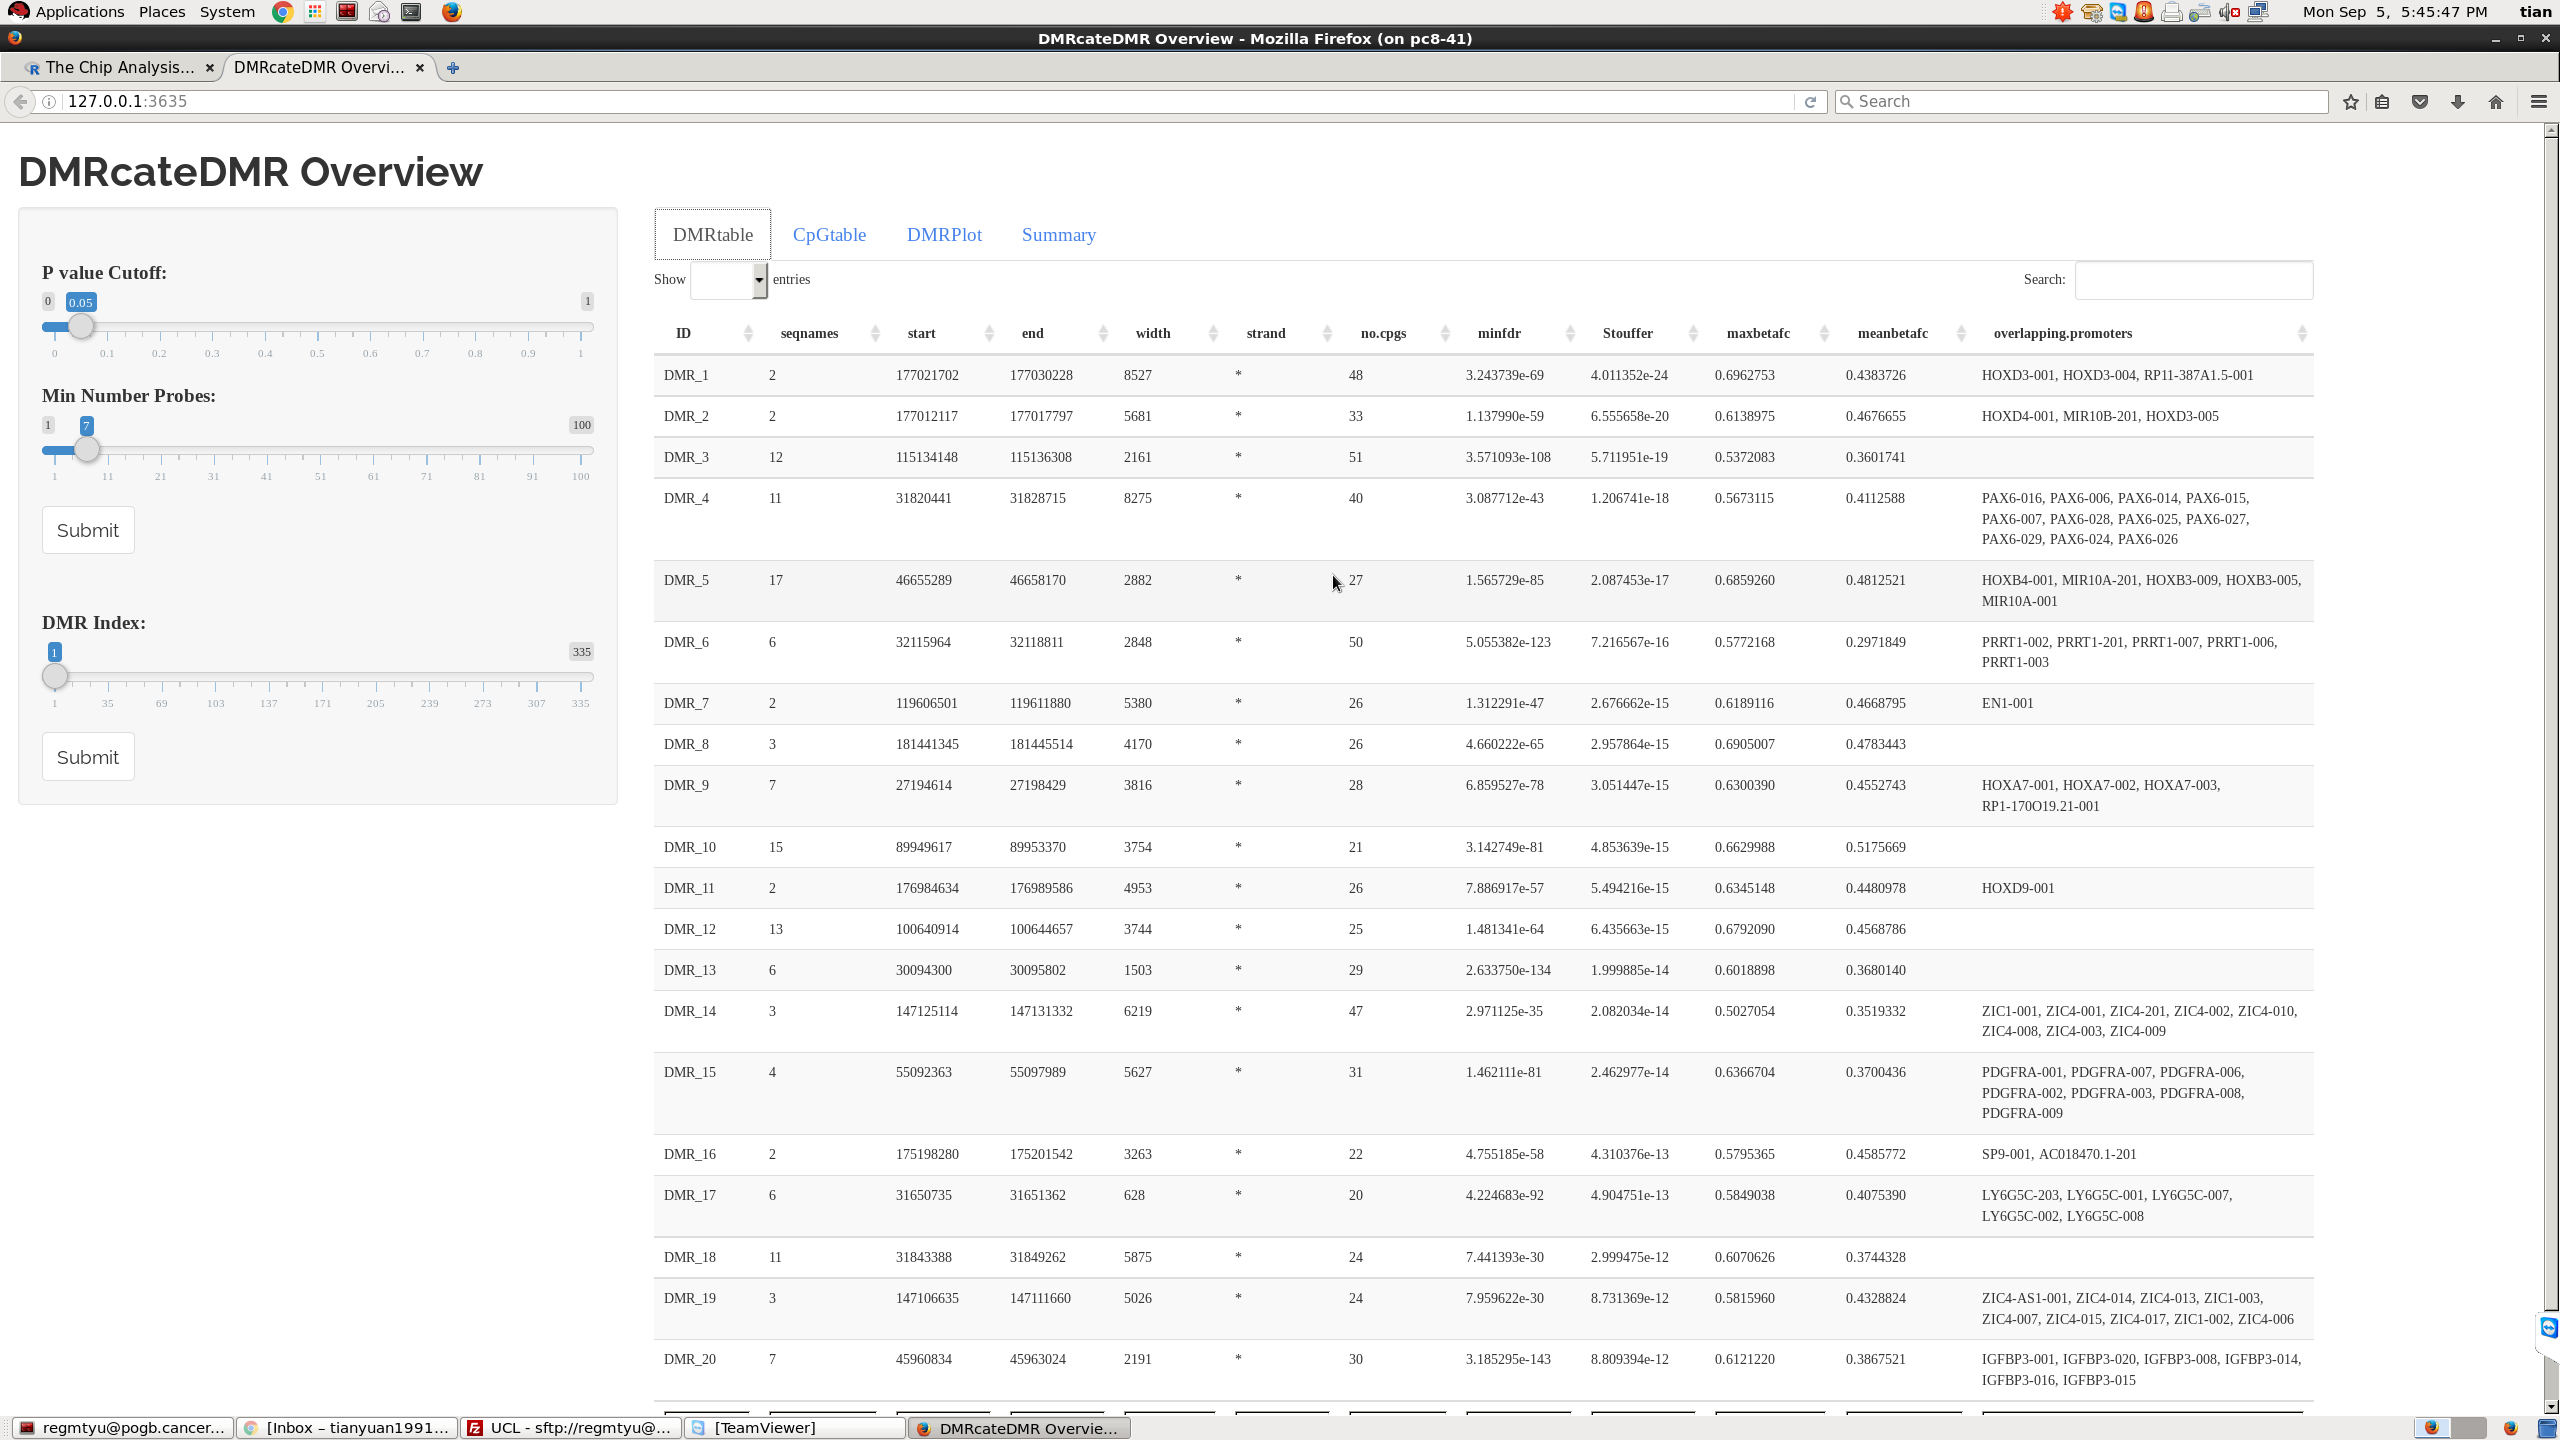 Applications Places System Mon Sep 5, 5:45:47 PM tian
DMRcateDMR Overview - Mozilla Firefox (on pc8-41)
The Chip Analysis... DMRcateDMR Overvi...
127.0.0.1:3635 Search
DMRcateDMR Overview
P value Cutoff:
0 0.05 1
0 0.1 0.2 0.3 0.4 0.5 0.6 0.7 0.8 0.9 1
Min Number Probes:
1 7 100
1 11 21 31 41 51 61 71 81 91 100
Submit
DMR Index:
1 335
1 35 69 103 137 171 205 239 273 307 335
Submit
DMRtable CpGtable DMRPlot Summary
Show entries Search:
ID seqnames start end width strand no.cpgs minfdr Stouffer maxbetafc meanbetafc overlapping.promoters
DMR_1 2 177021702 177030228 8527 * 48 3.243739e-69 4.011352e-24 0.6962753 0.4383726 HOXD3-001, HOXD3-004, RP11-387A1.5-001
DMR_2 2 177012117 177017797 5681 * 33 1.137990e-59 6.555658e-20 0.6138975 0.4676655 HOXD4-001, MIR10B-201, HOXD3-005
DMR_3 12 115134148 115136308 2161 * 51 3.571093e-108 5.711951e-19 0.5372083 0.3601741
DMR_4 11 31820441 31828715 8275 * 40 3.087712e-43 1.206741e-18 0.5673115 0.4112588 PAX6-016, PAX6-006, PAX6-014, PAX6-015,
PAX6-007, PAX6-028, PAX6-025, PAX6-027,
PAX6-029, PAX6-024, PAX6-026
DMR_5 17 46655289 46658170 2882 * 27 1.565729e-85 2.087453e-17 0.6859260 0.4812521 HOXB4-001, MIR10A-201, HOXB3-009, HOXB3-005,
MIR10A-001
DMR_6 6 32115964 32118811 2848 * 50 5.055382e-123 7.216567e-16 0.5772168 0.2971849 PRRT1-002, PRRT1-201, PRRT1-007, PRRT1-006,
PRRT1-003
DMR_7 2 119606501 119611880 5380 * 26 1.312291e-47 2.676662e-15 0.6189116 0.4668795 EN1-001
DMR_8 3 181441345 181445514 4170 * 26 4.660222e-65 2.957864e-15 0.6905007 0.4783443
DMR_9 7 27194614 27198429 3816 * 28 6.859527e-78 3.051447e-15 0.6300390 0.4552743 HOXA7-001, HOXA7-002, HOXA7-003,
RP1-170O19.21-001
DMR_10 15 89949617 89953370 3754 * 21 3.142749e-81 4.853639e-15 0.6629988 0.5175669
DMR_11 2 176984634 176989586 4953 * 26 7.886917e-57 5.494216e-15 0.6345148 0.4480978 HOXD9-001
DMR_12 13 100640914 100644657 3744 * 25 1.481341e-64 6.435663e-15 0.6792090 0.4568786
DMR_13 6 30094300 30095802 1503 * 29 2.633750e-134 1.999885e-14 0.6018898 0.3680140
DMR_14 3 147125114 147131332 6219 * 47 2.971125e-35 2.082034e-14 0.5027054 0.3519332 ZIC1-001, ZIC4-001, ZIC4-201, ZIC4-002, ZIC4-010,
ZIC4-008, ZIC4-003, ZIC4-009
DMR_15 4 55092363 55097989 5627 * 31 1.462111e-81 2.462977e-14 0.6366704 0.3700436 PDGFRA-001, PDGFRA-007, PDGFRA-006,
PDGFRA-002, PDGFRA-003, PDGFRA-008,
PDGFRA-009
DMR_16 2 175198280 175201542 3263 * 22 4.755185e-58 4.310376e-13 0.5795365 0.4585772 SP9-001, AC018470.1-201
DMR_17 6 31650735 31651362 628 * 20 4.224683e-92 4.904751e-13 0.5849038 0.4075390 LY6G5C-203, LY6G5C-001, LY6G5C-007,
LY6G5C-002, LY6G5C-008
DMR_18 11 31843388 31849262 5875 * 24 7.441393e-30 2.999475e-12 0.6070626 0.3744328
DMR_19 3 147106635 147111660 5026 * 24 7.959622e-30 8.731369e-12 0.5815960 0.4328824 ZIC4-AS1-001, ZIC4-014, ZIC4-013, ZIC1-003,
ZIC4-007, ZIC4-015, ZIC4-017, ZIC1-002, ZIC4-006
DMR_20 7 45960834 45963024 2191 * 30 3.185295e-143 8.809394e-12 0.6121220 0.3867521 IGFBP3-001, IGFBP3-020, IGFBP3-008, IGFBP3-014,
IGFBP3-016, IGFBP3-015
regmtyu@pogb.cancer... [Inbox – tianyuan1991... UCL - sftp://regmtyu@... [TeamViewer] DMRcateDMR Overvie...